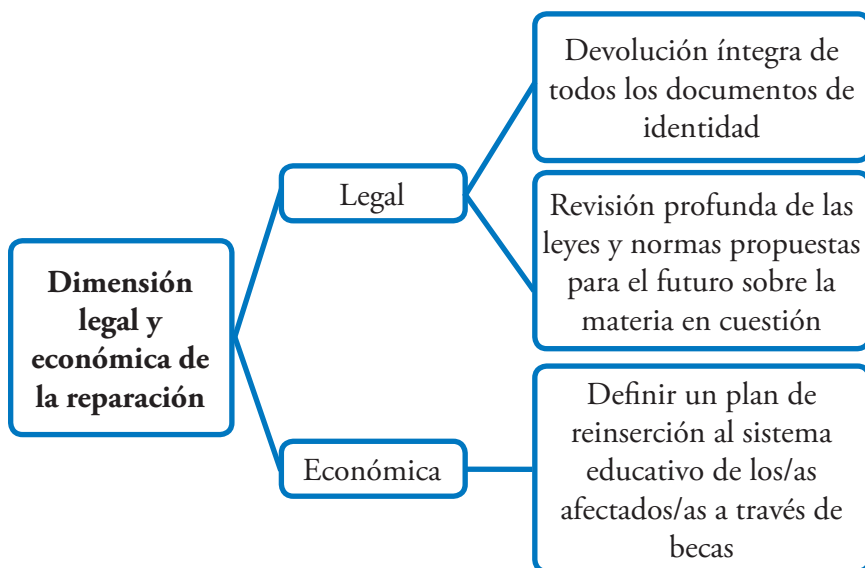 Dimensión
legal y
económica de
la reparación
Legal
Devolución íntegra de
todos los documentos de
identidad
Revisión profunda de las
leyes y normas propuestas
para el futuro sobre la
materia en cuestión
Económica
Definir un plan de
reinserción al sistema
educativo de los/as
afectados/as a través de
becas